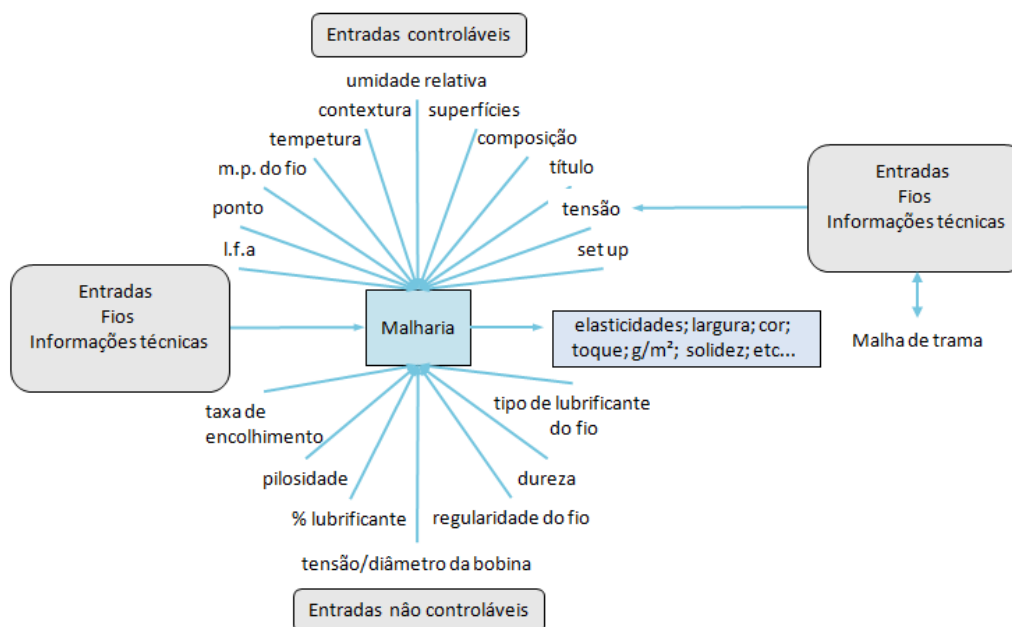 Entradas controláveis
umidade relativa
contextura
superfícies
tempetura
composição
m.p. do fio
título
ponto
tensão
l.f.a
set up
Entradas
Fios
Informações técnicas
Entradas
Fios
Informações técnicas
Malharia
elasticidades; largura; cor;
toque; g/m²; solidez; etc...
Malha de trama
taxa de
encolhimento
tipo de lubrificante
do fio
pilosidade
dureza
% lubrificante
regularidade do fio
tensão/diâmetro da bobina
Entradas não controláveis